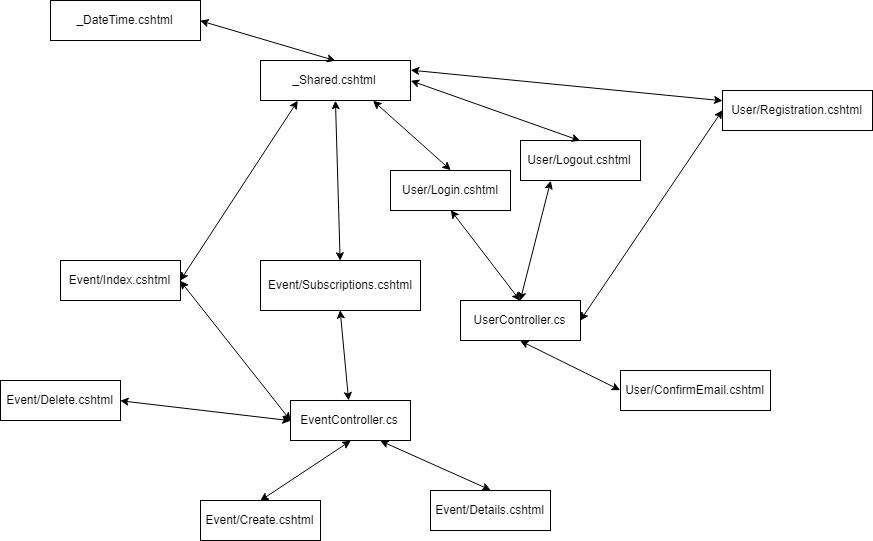 _DateTime.cshtml
_Shared.cshtml
User/Registration.cshtml
User/Logout.cshtml
User/Login.cshtml
Event/Index.cshtml
Event/Subscriptions.cshtml
UserController.cs
User/ConfirmEmail.cshtml
Event/Delete.cshtml
EventController.cs
Event/Create.cshtml
Event/Details.cshtml